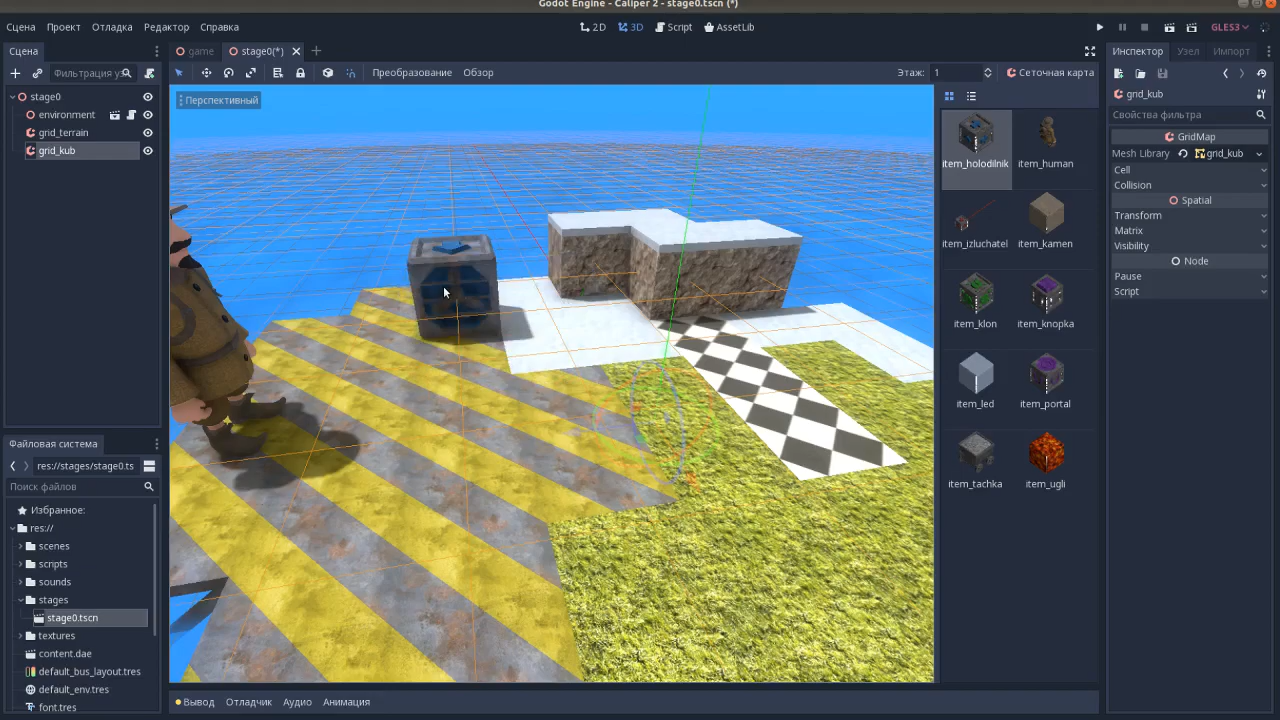 Godot Engine - Caliper 2 - stage0.tscn (*)
Сцена Проект Отладка Редактор Справка
2D 3D Script AssetLib
GLES3
Сцена
game stage0(*)
Инспектор Узел Импорт
Фильтрация уз
Преобразование Обзор
Этаж: 1 Сеточная карта
stage0
environment
grid_terrain
grid_kub
Перспективный
item_holodilnik item_human
item_izluchatel item_kamen
item_klon item_knopka
item_led item_portal
item_tachka item_ugli
grid_kub
Свойства фильтра
GridMap
Mesh Library grid_kub
Cell
Collision
Spatial
Transform
Matrix
Visibility
Node
Pause
Script
Файловая система
res://stages/stage0.ts
Поиск файлов
Избранное:
res://
scenes
scripts
sounds
stages
stage0.tscn
textures
content.dae
default_bus_layout.tres
default_env.tres
font.tres
Вывод Отладчик Аудио Анимация